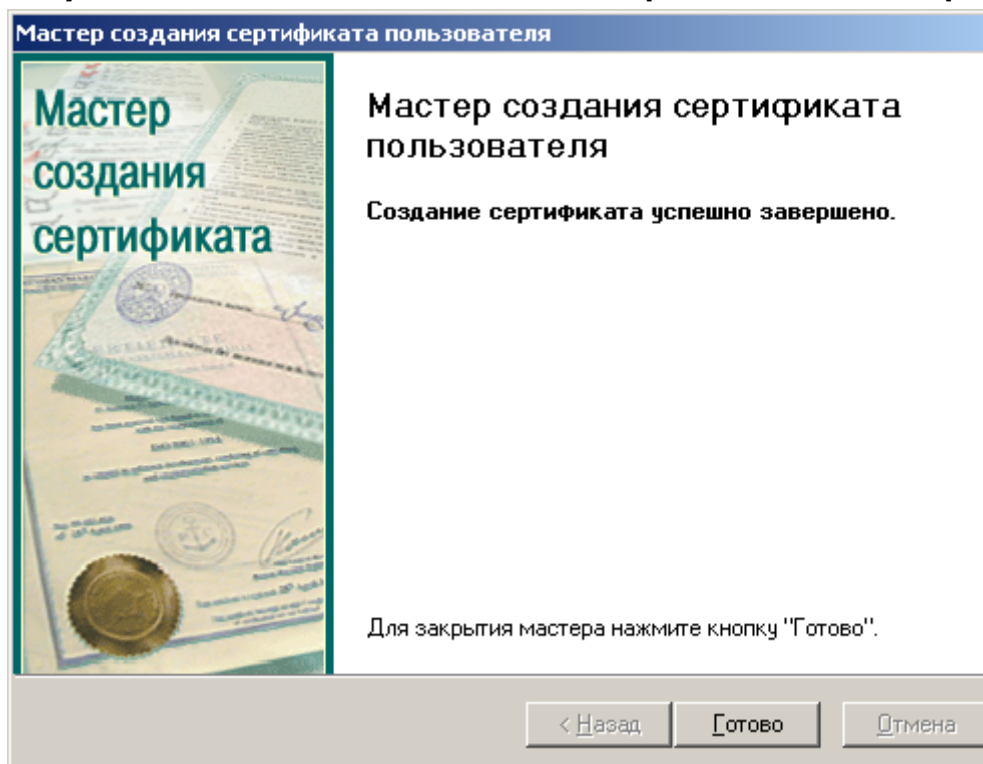 Мастер создания сертификата пользователя
Мастер
создания
сертификата
Мастер создания сертификата
пользователя
Создание сертификата успешно завершено.
Для закрытия мастера нажмите кнопку "Готово".
< Назад
Готово
Отмена